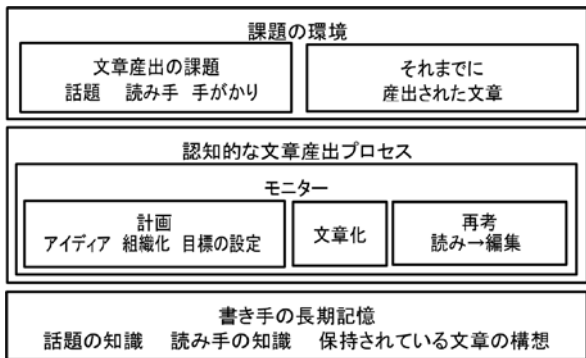 課題の環境
文章産出の課題
話題　読み手　手がかり
それまでに
産出された文章
認知的な文章産出プロセス
モニター
計画
アイディア　組織化　目標の設定
文章化
再考
読み→編集
書き手の長期記憶
話題の知識　読み手の知識　保持されている文章の構想